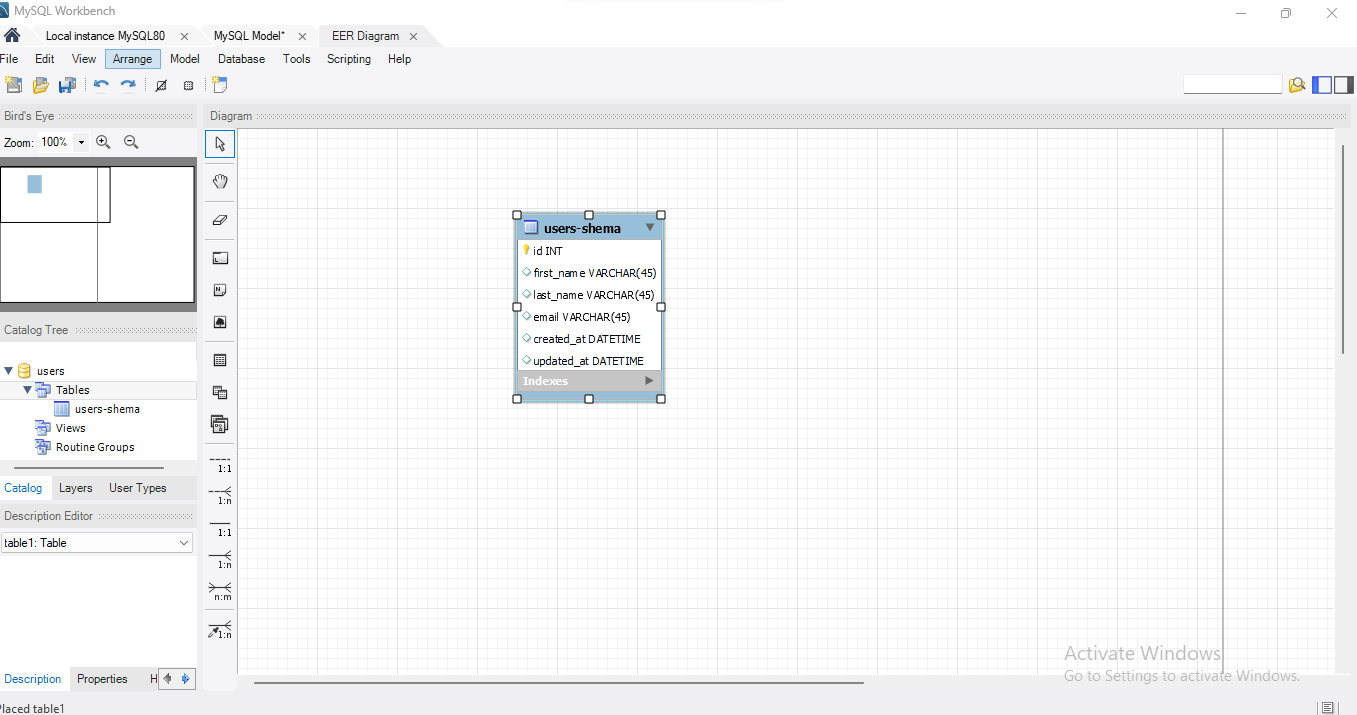 MySQL Workbench
Local instance MySQL80
MySQL Model*
EER Diagram
File Edit View Arrange Model Database Tools Scripting Help
Bird's Eye
Zoom: 100%
Catalog Tree
users
Tables
users-shema
Views
Routine Groups
Catalog Layers User Types
Description Editor
table1: Table
Description Properties H
Placed table1
Diagram
1:1
1:n
1:1
1:n
n:m
1:n
users-shema
id INT
first_name VARCHAR(45)
last_name VARCHAR(45)
email VARCHAR(45)
created_at DATETIME
updated_at DATETIME
Indexes
Activate Windows
Go to Settings to activate Windows.